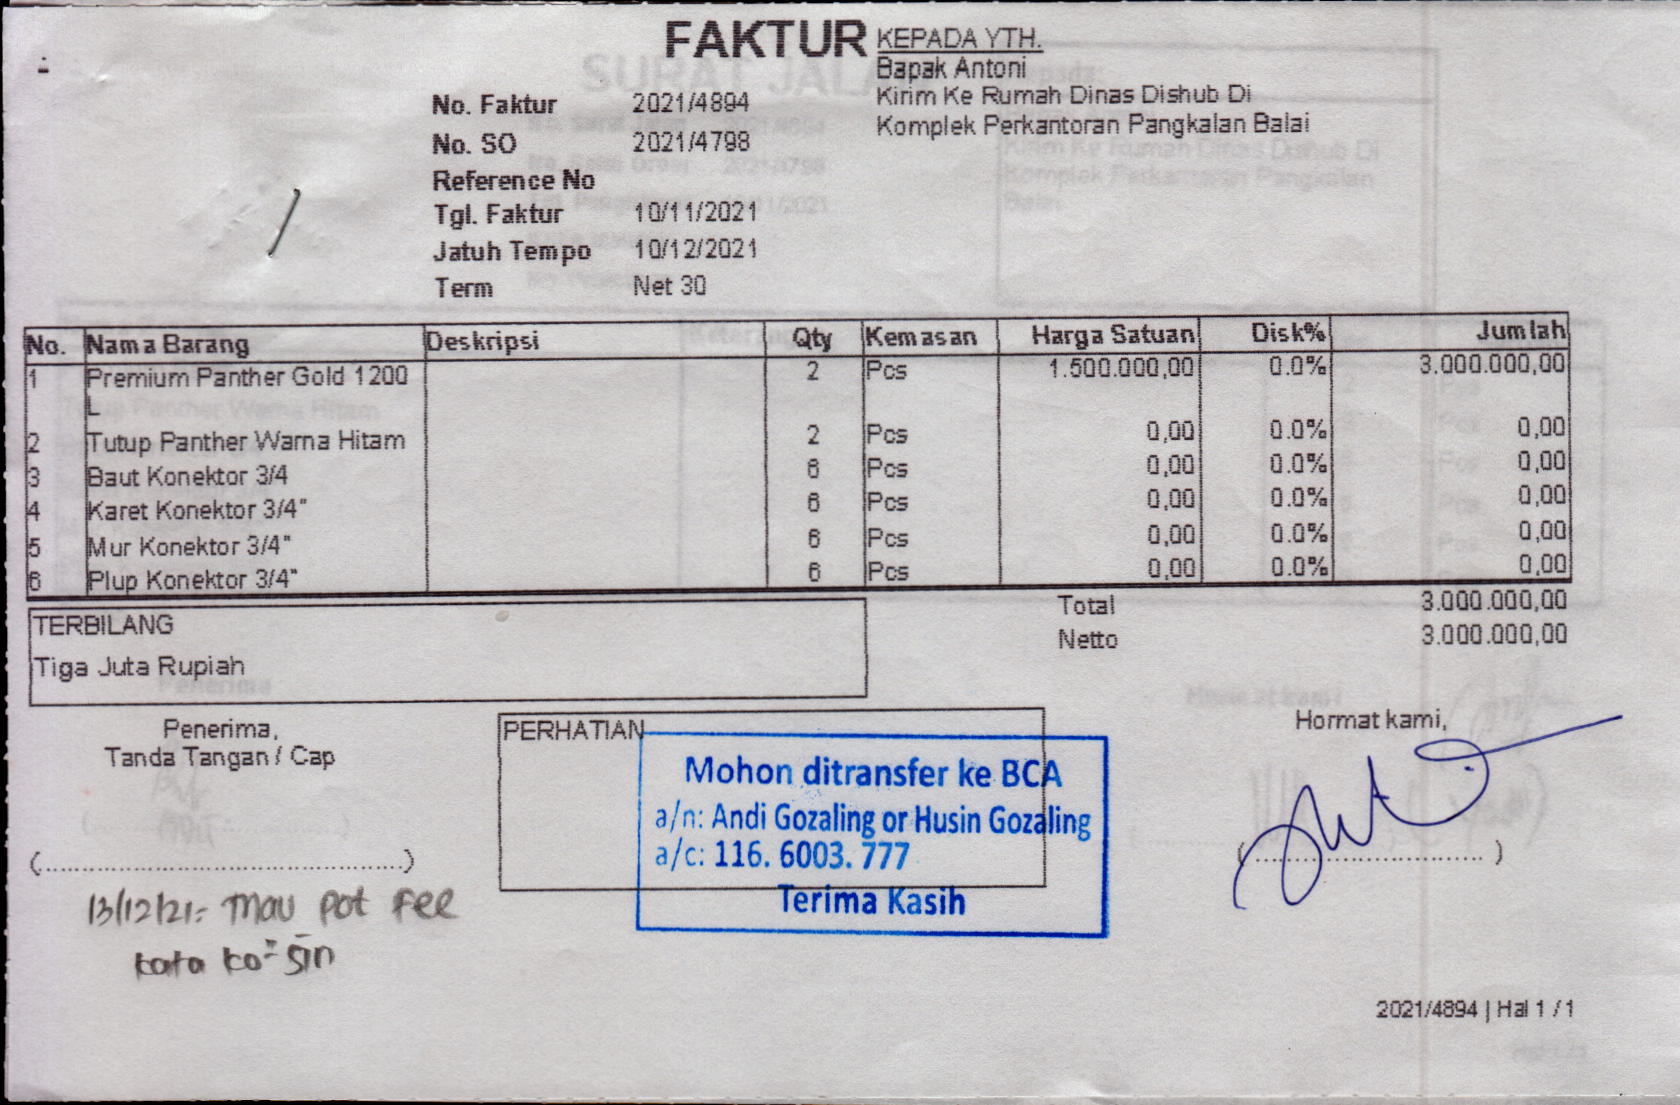 FAKTUR
KEPADA YTH.
Bapak Antoni
Kirim Ke Rumah Dinas Dishub Di
Komplek Perkantoran Pangkalan Balai
No. Faktur 2021/4894
No. SO 2021/4798
Reference No
Tgl. Faktur 10/11/2021
Jatuh Tempo 10/12/2021
Term Net 30
No. Nama Barang Deskripsi Qty Kemasan Harga Satuan Disk% Jumlah
1 Premium Panther Gold 1200 2 Pcs 1.500.000,00 0.0% 3.000.000,00
L
2 Tutup Panther Warna Hitam 2 Pcs 0,00 0.0% 0,00
3 Baut Konektor 3/4 6 Pcs 0,00 0.0% 0,00
4 Karet Konektor 3/4" 6 Pcs 0,00 0.0% 0,00
5 Mur Konektor 3/4" 6 Pcs 0,00 0.0% 0,00
6 Plup Konektor 3/4" 6 Pcs 0,00 0.0% 0,00
Total 3.000.000,00
Netto 3.000.000,00
TERBILANG
Tiga Juta Rupiah
Penerima,
Tanda Tangan / Cap
(........................................)
13/12/21:- mau pot fee
kata ko" sin
PERHATIAN
Mohon ditransfer ke BCA
a/n: Andi Gozaling or Husin Gozaling
a/c: 116. 6003. 777
Terima Kasih
Hormat kami,
(............................)
2021/4894 | Hal 1 / 1